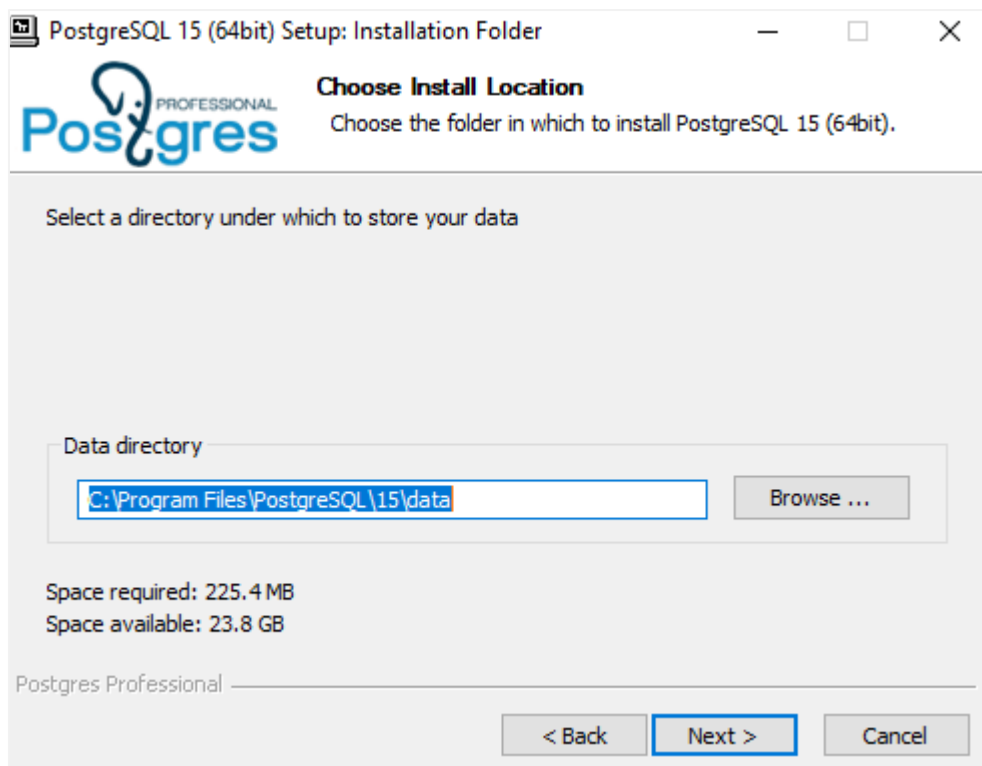 PostgreSQL 15 (64bit) Setup: Installation Folder
PROFESSIONAL
Postgres
Choose Install Location
Choose the folder in which to install PostgreSQL 15 (64bit).
Select a directory under which to store your data
Data directory
C:\Program Files\PostgreSQL\15\data
Browse ...
Space required: 225.4 MB
Space available: 23.8 GB
Postgres Professional
< Back
Next >
Cancel